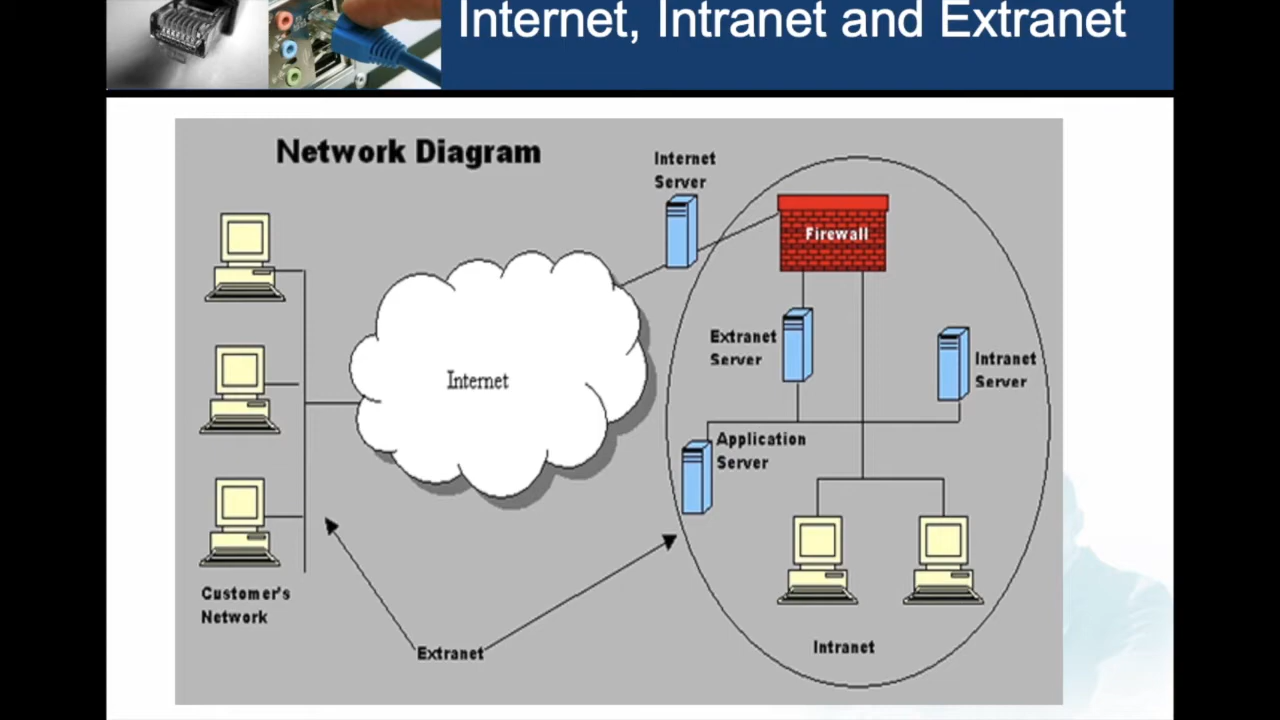 Internet, Intranet and Extranet
Network Diagram
Internet
Server
Firewall
Extranet
Server
Intranet
Server
Internet
Application
Server
Customer's
Network
Extranet
Intranet